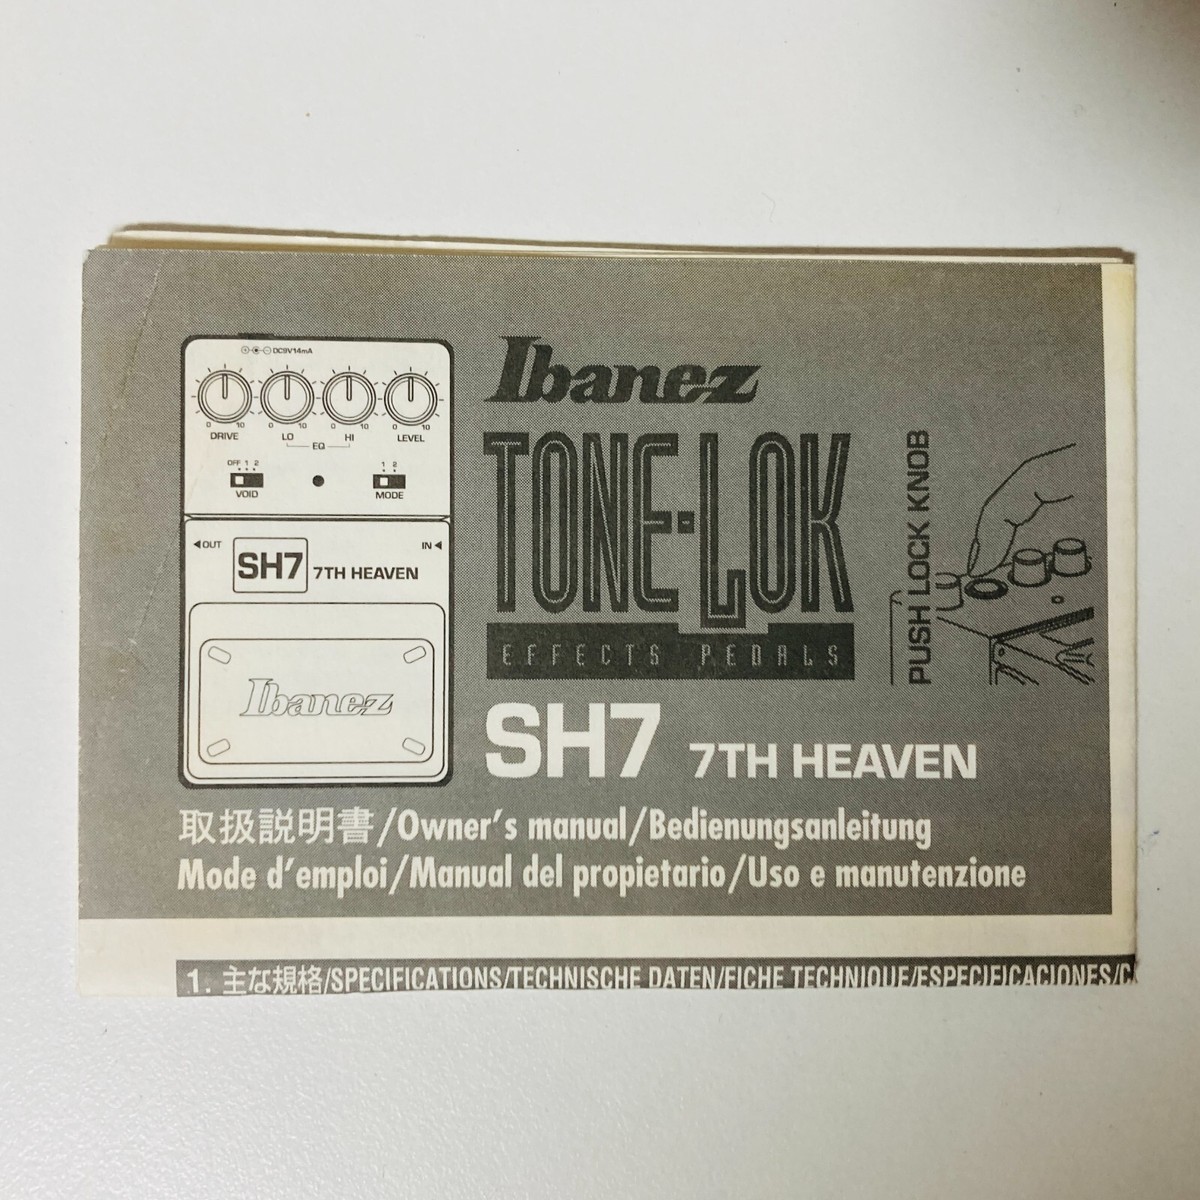 DC9V14mA
0 10 0 10 0 10 0 10
DRIVE LO HI LEVEL
EQ
OFF 1 2 1 2
VOID MODE
OUT IN
SH7 7TH HEAVEN
Ibanez
Ibanez
TONE-LOK
EFFECTS PEDALS
PUSH LOCK KNOB
SH7 7TH HEAVEN
取扱説明書/Owner's manual/Bedienungsanleitung
Mode d'emploi/Manual del propietario/Uso e manutenzione
1. 主な規格/SPECIFICATIONS/TECHNISCHE DATEN/FICHE TECHNIQUE/ESPECIFICACIONES/